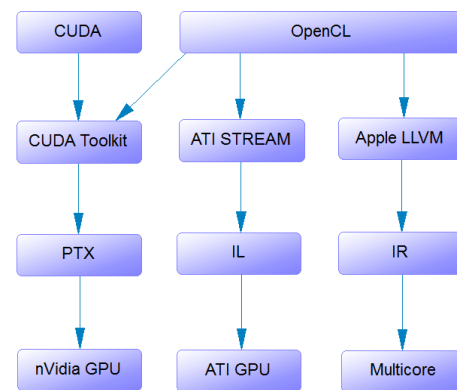 CUDA
OpenCL
CUDA Toolkit
ATI STREAM
Apple LLVM
PTX
IL
IR
nVidia GPU
ATI GPU
Multicore